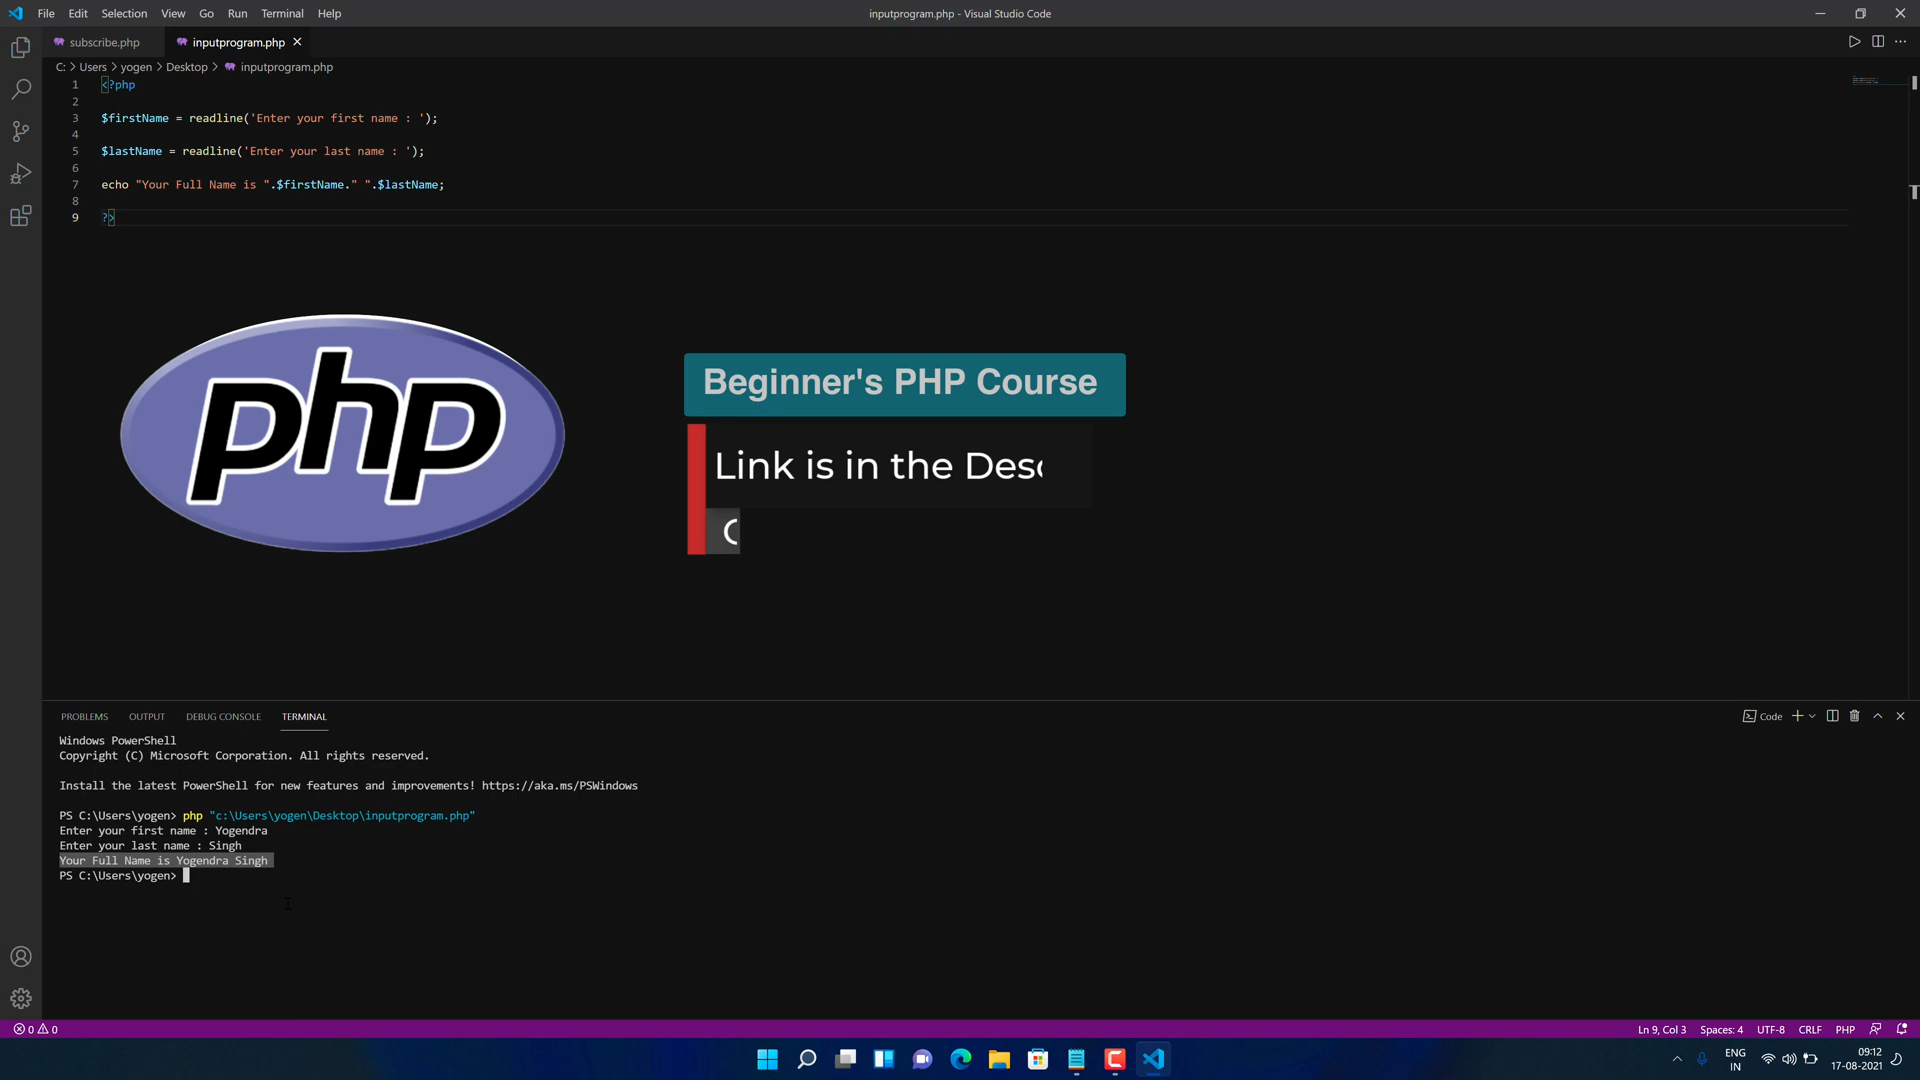 File Edit Selection View Go Run Terminal Help
inputprogram.php - Visual Studio Code
subscribe.php
inputprogram.php
C: > Users > yogen > Desktop > inputprogram.php
1 <?php
2
3 $firstName = readline('Enter your first name : ');
4
5 $lastName = readline('Enter your last name : ');
6
7 echo "Your Full Name is ".$firstName." ".$lastName;
8
9 ?>
php
Beginner's PHP Course
Link is in the Desc
PROBLEMS OUTPUT DEBUG CONSOLE TERMINAL
Code
Windows PowerShell
Copyright (C) Microsoft Corporation. All rights reserved.
Install the latest PowerShell for new features and improvements! https://aka.ms/PSWindows
PS C:\Users\yogen> php "c:\Users\yogen\Desktop\inputprogram.php"
Enter your first name : Yogendra
Enter your last name : Singh
Your Full Name is Yogendra Singh
PS C:\Users\yogen>
0 0
Ln 9, Col 3 Spaces: 4 UTF-8 CRLF PHP
ENG
IN
09:12
17-08-2021